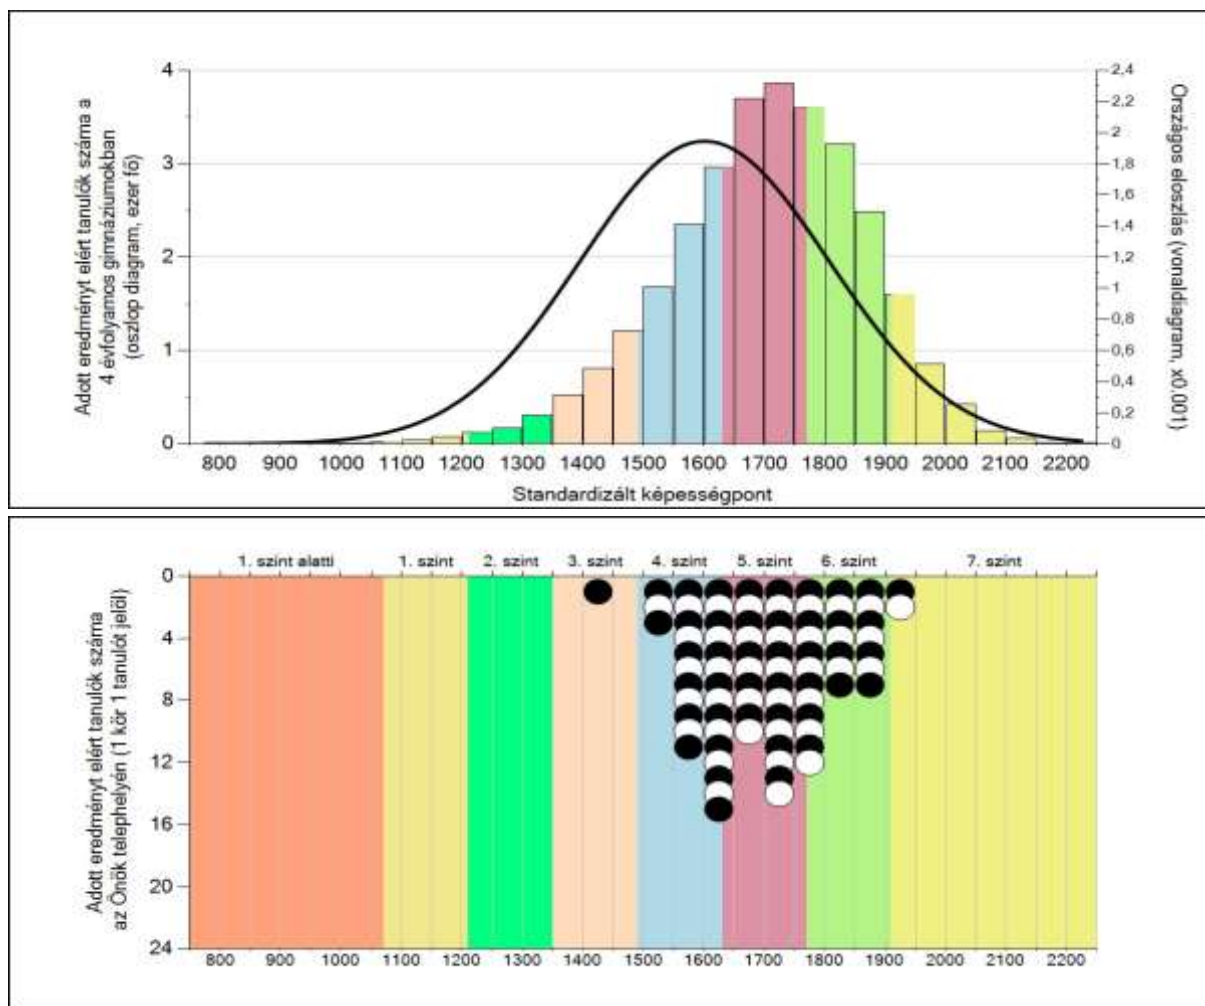 Adott eredményt elért tanulók száma a
4 évfolyamos gimnáziumokban
(oszlop diagram, ezer fő)
4
3
2
1
0
2,4
2,2
2
1,8
1,6
1,4
1,2
1
0,8
0,6
0,4
0,2
0
Országos eloszlás (vonaldiagram, x0,001)
800 900 1000 1100 1200 1300 1400 1500 1600 1700 1800 1900 2000 2100 2200
Standardizált képességpont
1. szint alatti 1. szint 2. szint 3. szint 4. szint 5. szint 6. szint 7. szint
Adott eredményt elért tanulók száma
az Önök telephelyén (1 kör 1 tanulót jelöl)
0
4
8
12
16
20
24
800 900 1000 1100 1200 1300 1400 1500 1600 1700 1800 1900 2000 2100 2200